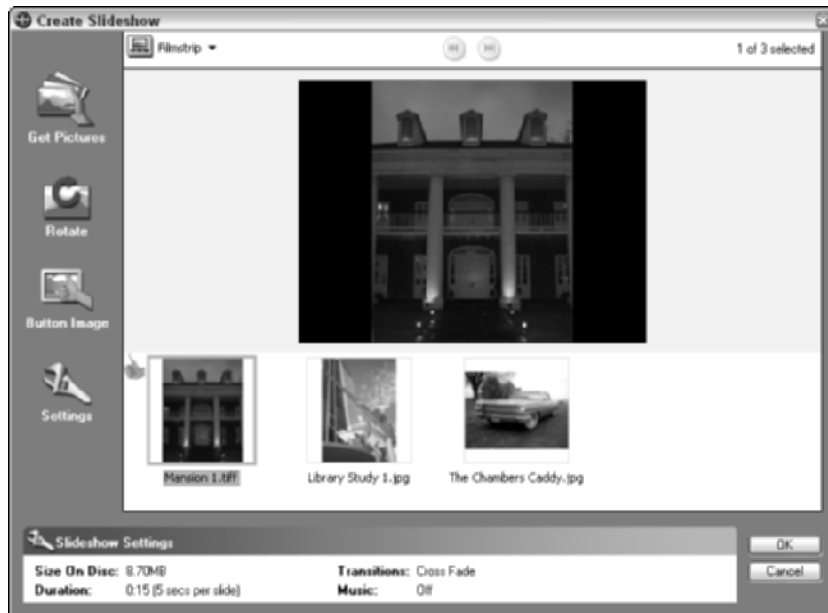 Create Slideshow
Filmstrip
1 of 3 selected
Get Pictures
Rotate
Button Image
Settings
Mansion 1.tiff
Library Study 1.jpg
The Chambers Caddy.jpg
Slideshow Settings
Size On Disc: 8.70MB Transitions: Cross Fade
Duration: 0:15 (5 secs per slide) Music: Off
OK
Cancel